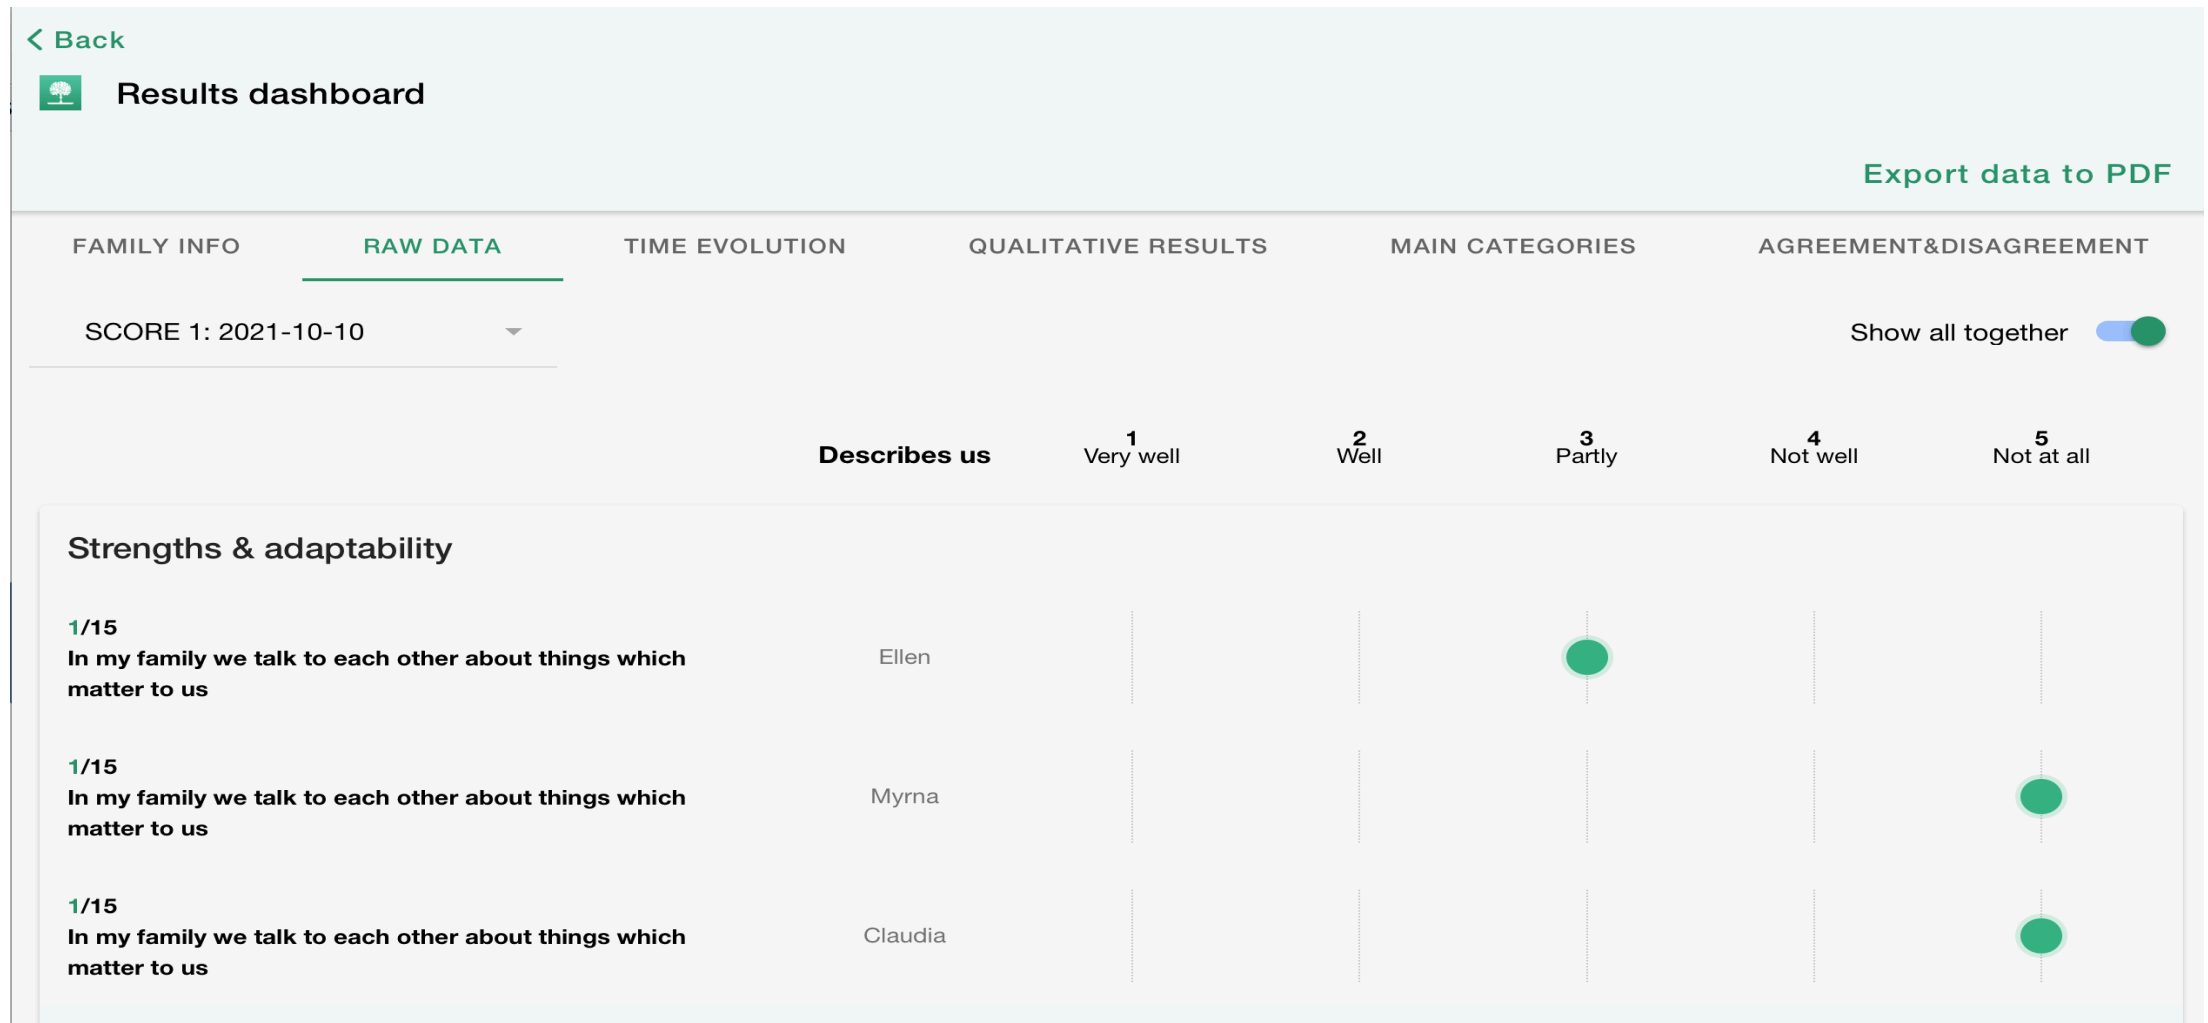 Back
Results dashboard
Export data to PDF
FAMILY INFO RAW DATA TIME EVOLUTION QUALITATIVE RESULTS MAIN CATEGORIES AGREEMENT&DISAGREEMENT
SCORE 1: 2021-10-10 Show all together
1 2 3 4 5
Describes us Very well Well Partly Not well Not at all
Strengths & adaptability
1/15
In my family we talk to each other about things which Ellen
matter to us
1/15
In my family we talk to each other about things which Myrna
matter to us
1/15
In my family we talk to each other about things which Claudia
matter to us